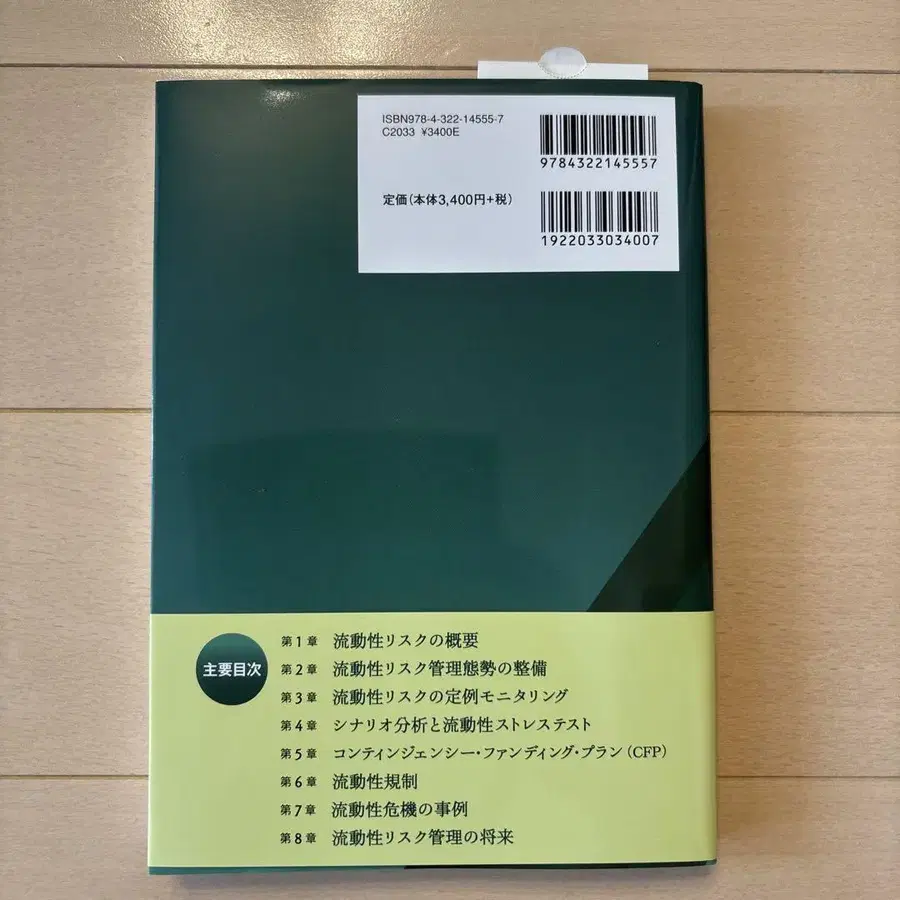 ISBN978-4-322-14555-7
C2033 ¥3400E
9784322145557
定価(本体3,400円+税)
1922033034007
主要目次
第1章 流動性リスクの概要
第2章 流動性リスク管理態勢の整備
第3章 流動性リスクの定例モニタリング
第4章 シナリオ分析と流動性ストレステスト
第5章 コンティンジェンシー・ファンディング・プラン(CFP)
第6章 流動性規制
第7章 流動性危機の事例
第8章 流動性リスク管理の将来